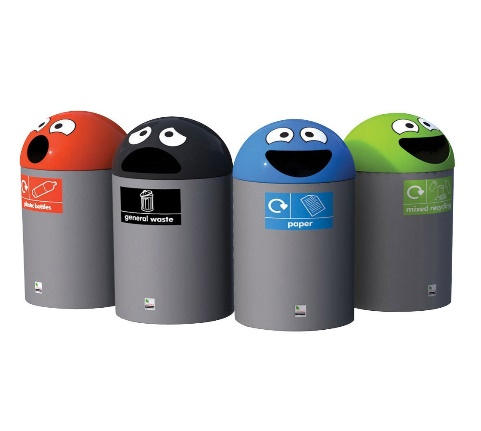 plastic bottles
general waste
paper
mixed recycling